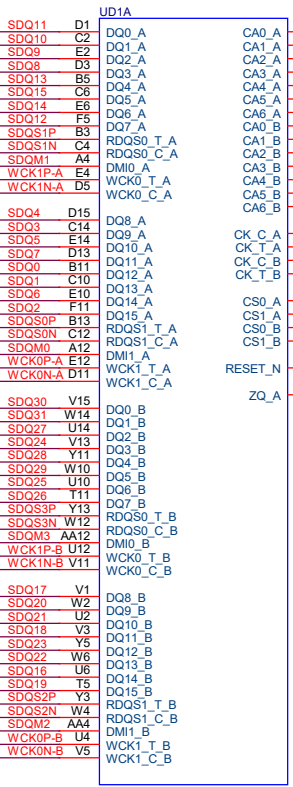 UD1A
SDQ11 D1 DQ0_A CA0_A
SDQ10 C2 DQ1_A CA1_A
SDQ9 E2 DQ2_A CA2_A
SDQ8 D3 DQ3_A CA3_A
SDQ13 B5 DQ4_A CA4_A
SDQ15 C6 DQ5_A CA5_A
SDQ14 E6 DQ6_A CA6_A
SDQ12 F5 DQ7_A CA0_B
SDQS1P B3 RDQS0_T_A CA1_B
SDQS1N C4 RDQS0_C_A CA2_B
SDQM1 A4 DMI0_A CA3_B
WCK1P-A E4 WCK0_T_A CA4_B
WCK1N-A D5 WCK0_C_A CA5_B
CA6_B
SDQ4 D15 DQ8_A
SDQ3 C14 DQ9_A CK_C_A
SDQ5 E14 DQ10_A CK_T_A
SDQ7 D13 DQ11_A CK_C_B
SDQ0 B11 DQ12_A CK_T_B
SDQ1 C10 DQ13_A
SDQ6 E10 DQ14_A CS0_A
SDQ2 F11 DQ15_A CS1_A
SDQS0P B13 RDQS1_T_A CS0_B
SDQS0N C12 RDQS1_C_A CS1_B
SDQM0 A12 DMI1_A
WCK0P-A E12 WCK1_T_A RESET_N
WCK0N-A D11 WCK1_C_A
ZQ_A
SDQ30 V15 DQ0_B
SDQ31 W14 DQ1_B
SDQ27 U14 DQ2_B
SDQ24 V13 DQ3_B
SDQ28 Y11 DQ4_B
SDQ29 W10 DQ5_B
SDQ25 U10 DQ6_B
SDQ26 T11 DQ7_B
SDQS3P Y13 RDQS0_T_B
SDQS3N W12 RDQS0_C_B
SDQM3 AA12 DMI0_B
WCK1P-B U12 WCK0_T_B
WCK1N-B V11 WCK0_C_B
SDQ17 V1 DQ8_B
SDQ20 W2 DQ9_B
SDQ21 U2 DQ10_B
SDQ18 V3 DQ11_B
SDQ23 Y5 DQ12_B
SDQ22 W6 DQ13_B
SDQ16 U6 DQ14_B
SDQ19 T5 DQ15_B
SDQS2P Y3 RDQS1_T_B
SDQS2N W4 RDQS1_C_B
SDQM2 AA4 DMI1_B
WCK0P-B U4 WCK1_T_B
WCK0N-B V5 WCK1_C_B